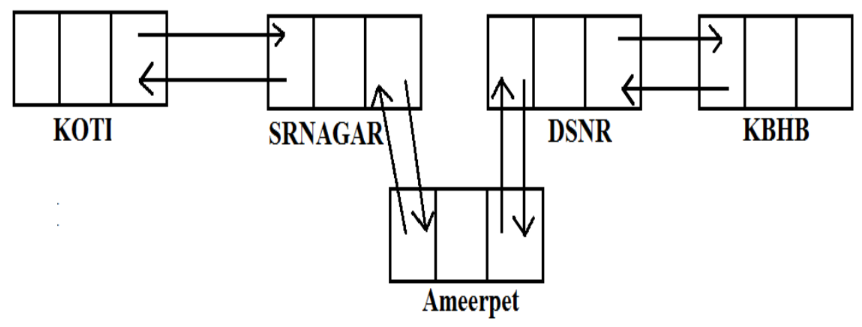 KOTI
SRNAGAR
DSNR
KBHB
Ameerpet